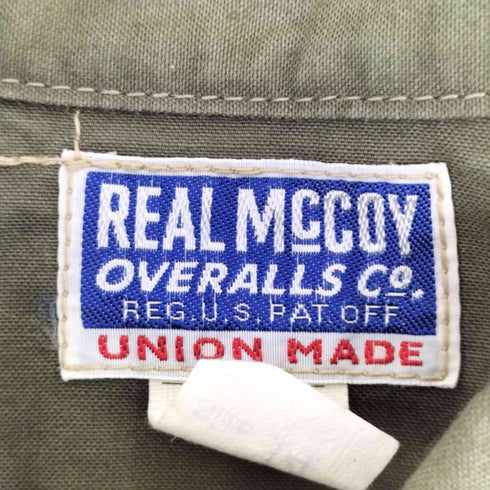 REAL McCOY
OVERALLS Co.
REG. U.S. PAT. OFF
UNION MADE